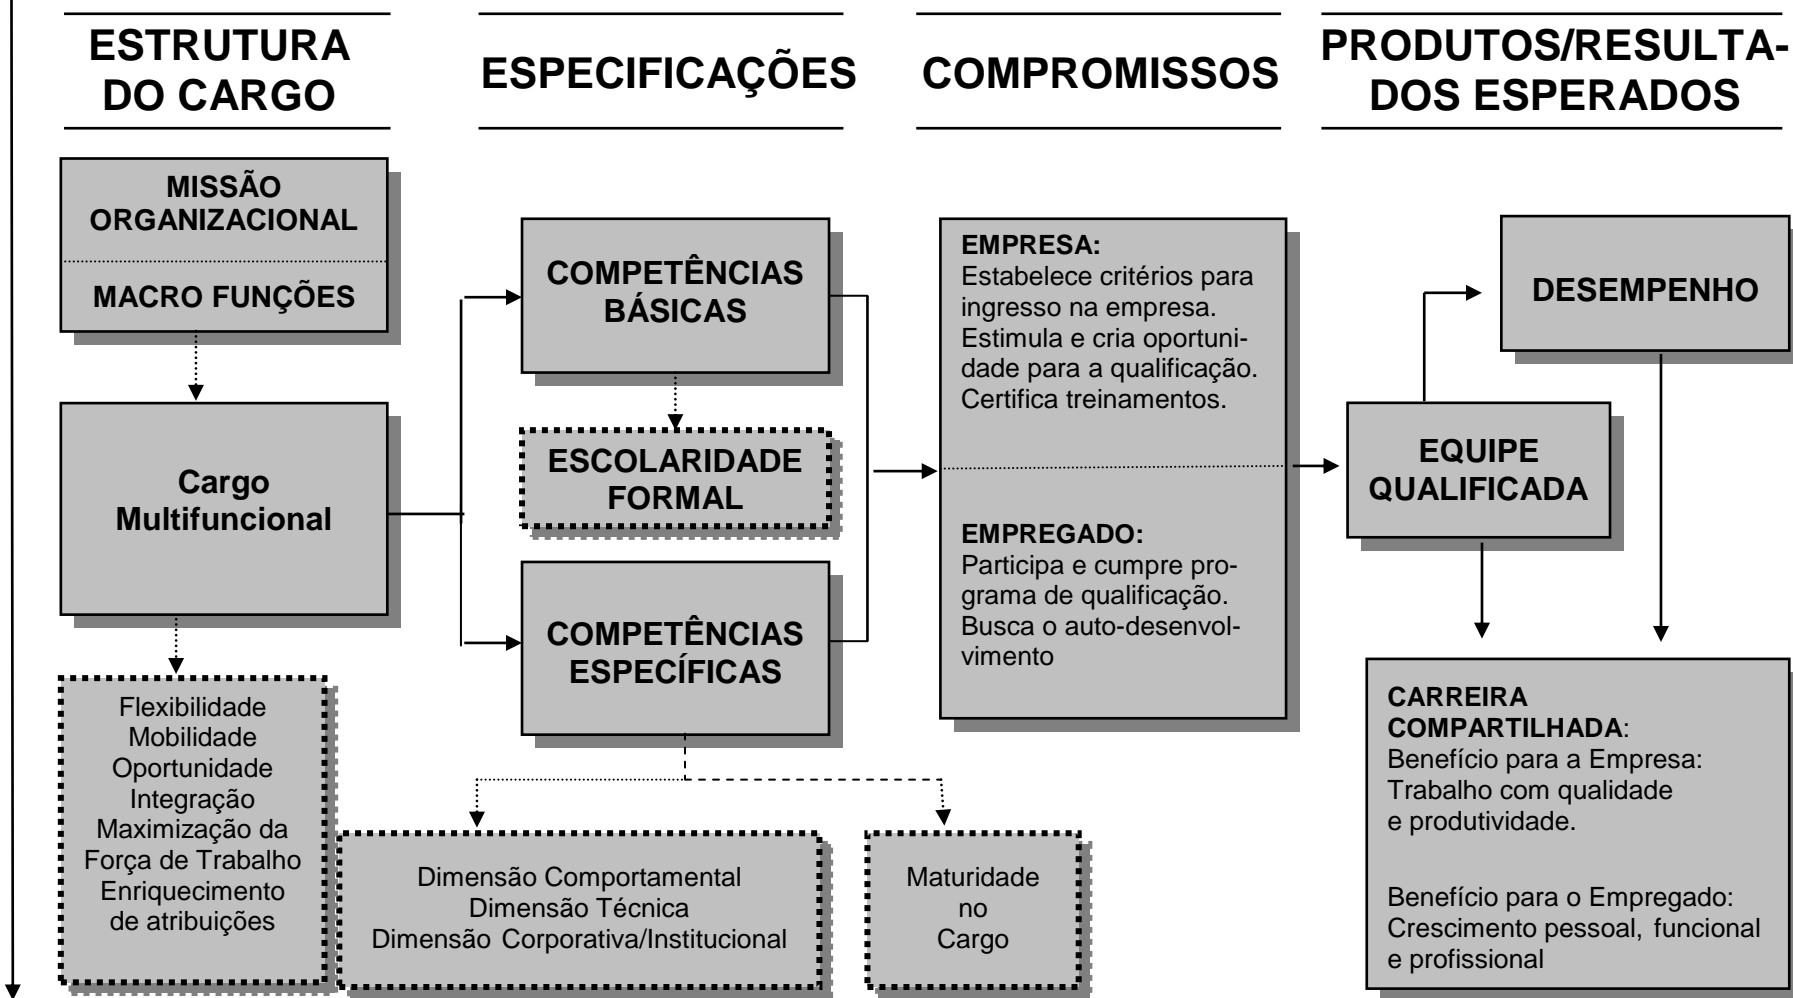 ESTRUTURA
DO CARGO
ESPECIFICAÇÕES
COMPROMISSOS
PRODUTOS/RESULTA-
DOS ESPERADOS
MISSÃO
ORGANIZACIONAL
MACRO FUNÇÕES
Cargo
Multifuncional
Flexibilidade
Mobilidade
Oportunidade
Integração
Maximização da
Força de Trabalho
Enriquecimento
de atribuições
COMPETÊNCIAS
BÁSICAS
ESCOLARIDADE
FORMAL
COMPETÊNCIAS
ESPECÍFICAS
Dimensão Comportamental
Dimensão Técnica
Dimensão Corporativa/Institucional
Maturidade
no
Cargo
EMPRESA:
Estabelece critérios para
ingresso na empresa.
Estimula e cria oportuni-
dade para a qualificação.
Certifica treinamentos.
EMPREGADO:
Participa e cumpre pro-
grama de qualificação.
Busca o auto-desenvol-
vimento
DESEMPENHO
EQUIPE
QUALIFICADA
CARREIRA
COMPARTILHADA:
Benefício para a Empresa:
Trabalho com qualidade
e produtividade.
Benefício para o Empregado:
Crescimento pessoal, funcional
e profissional